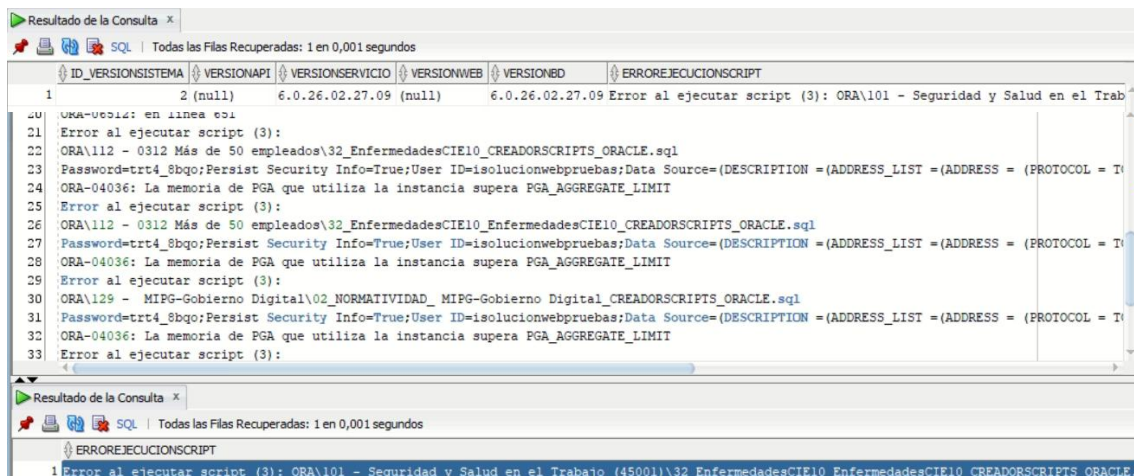 Resultado de la Consulta x
SQL | Todas las Filas Recuperadas: 1 en 0,001 segundos
ID_VERSIONSISTEMA VERSIONAPI VERSIONSERVICIO VERSIONWEB VERSIONBD ERROREJECUCIONSCRIPT
1 2 (null) 6.0.26.02.27.09 (null) 6.0.26.02.27.09 Error al ejecutar script (3): ORA\101 - Seguridad y Salud en el Trab
20 ORA-06512: en línea 651
21 Error al ejecutar script (3):
22 ORA\112 - 0312 Más de 50 empleados\32_EnfermedadesCIE10_CREADORSCRIPTS_ORACLE.sql
23 Password=trt4_8bqo;Persist Security Info=True;User ID=isolucionwebpruebas;Data Source=(DESCRIPTION =(ADDRESS_LIST =(ADDRESS = (PROTOCOL = T
24 ORA-04036: La memoria de PGA que utiliza la instancia supera PGA_AGGREGATE_LIMIT
25 Error al ejecutar script (3):
26 ORA\112 - 0312 Más de 50 empleados\32_EnfermedadesCIE10_EnfermedadesCIE10_CREADORSCRIPTS_ORACLE.sql
27 Password=trt4_8bqo;Persist Security Info=True;User ID=isolucionwebpruebas;Data Source=(DESCRIPTION =(ADDRESS_LIST =(ADDRESS = (PROTOCOL = T
28 ORA-04036: La memoria de PGA que utiliza la instancia supera PGA_AGGREGATE_LIMIT
29 Error al ejecutar script (3):
30 ORA\129 -  MIPG-Gobierno Digital\02_NORMATIVIDAD_ MIPG-Gobierno Digital_CREADORSCRIPTS_ORACLE.sql
31 Password=trt4_8bqo;Persist Security Info=True;User ID=isolucionwebpruebas;Data Source=(DESCRIPTION =(ADDRESS_LIST =(ADDRESS = (PROTOCOL = T
32 ORA-04036: La memoria de PGA que utiliza la instancia supera PGA_AGGREGATE_LIMIT
33 Error al ejecutar script (3):
Resultado de la Consulta x
SQL | Todas las Filas Recuperadas: 1 en 0,001 segundos
ERROREJECUCIONSCRIPT
1 Error al ejecutar script (3): ORA\101 - Seguridad y Salud en el Trabajo (45001)\32_EnfermedadesCIE10_EnfermedadesCIE10_CREADORSCRIPTS_ORACLE